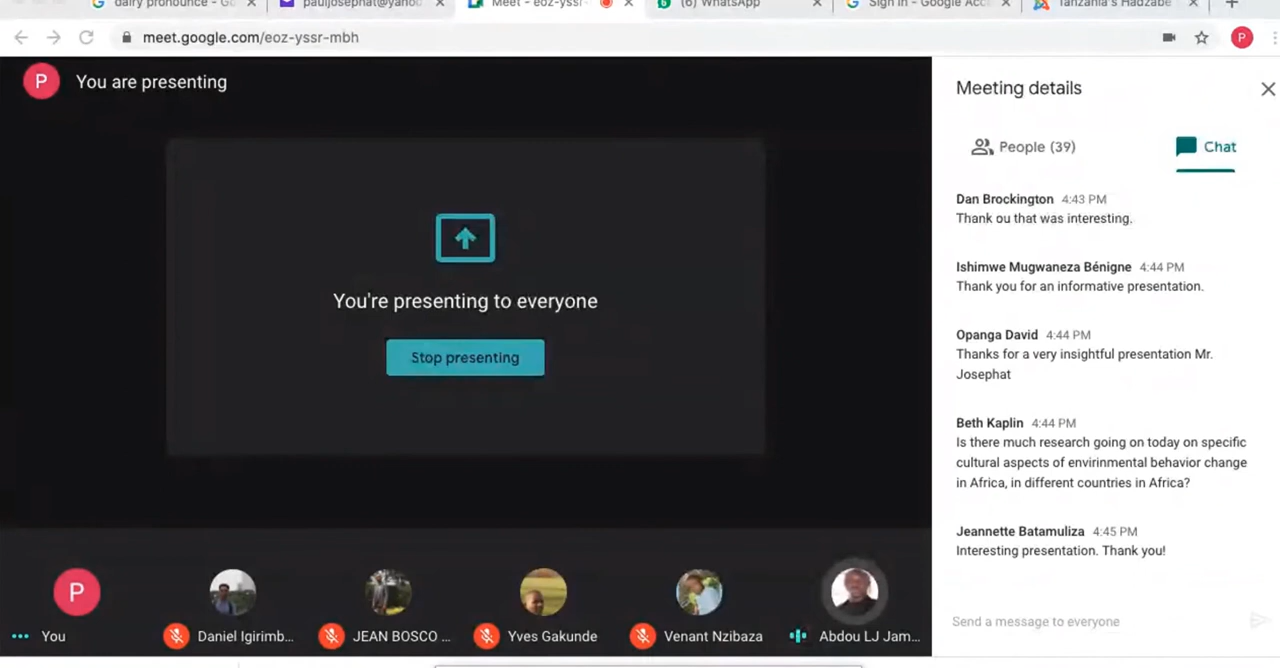 dairy pronounce - Go
pauljosephat@yahoo
Meet - eoz-yssr-
(6) WhatsApp
Sign in - Google Acc
Tanzania's Hadzabe
meet.google.com/eoz-yssr-mbh
P
P
You are presenting
You're presenting to everyone
Stop presenting
P
You
Daniel Igirimb...
JEAN BOSCO ...
Yves Gakunde
Venant Nzibaza
Abdou LJ Jam...
Meeting details
People (39)
Chat
Dan Brockington 4:43 PM
Thank ou that was interesting.
Ishimwe Mugwaneza Bénigne 4:44 PM
Thank you for an informative presentation.
Opanga David 4:44 PM
Thanks for a very insightful presentation Mr.
Josephat
Beth Kaplin 4:44 PM
Is there much research going on today on specific
cultural aspects of envirinmental behavior change
in Africa, in different countries in Africa?
Jeannette Batamuliza 4:45 PM
Interesting presentation. Thank you!
Send a message to everyone